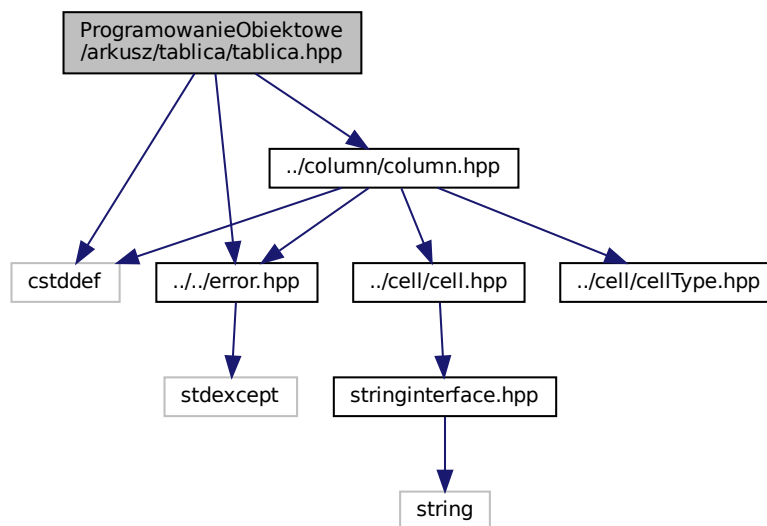 ProgramowanieObiektowe
/arkusz/tablica/tablica.hpp
../column/column.hpp
cstddef
../../error.hpp
../cell/cell.hpp
../cell/cellType.hpp
stdexcept
stringinterface.hpp
string